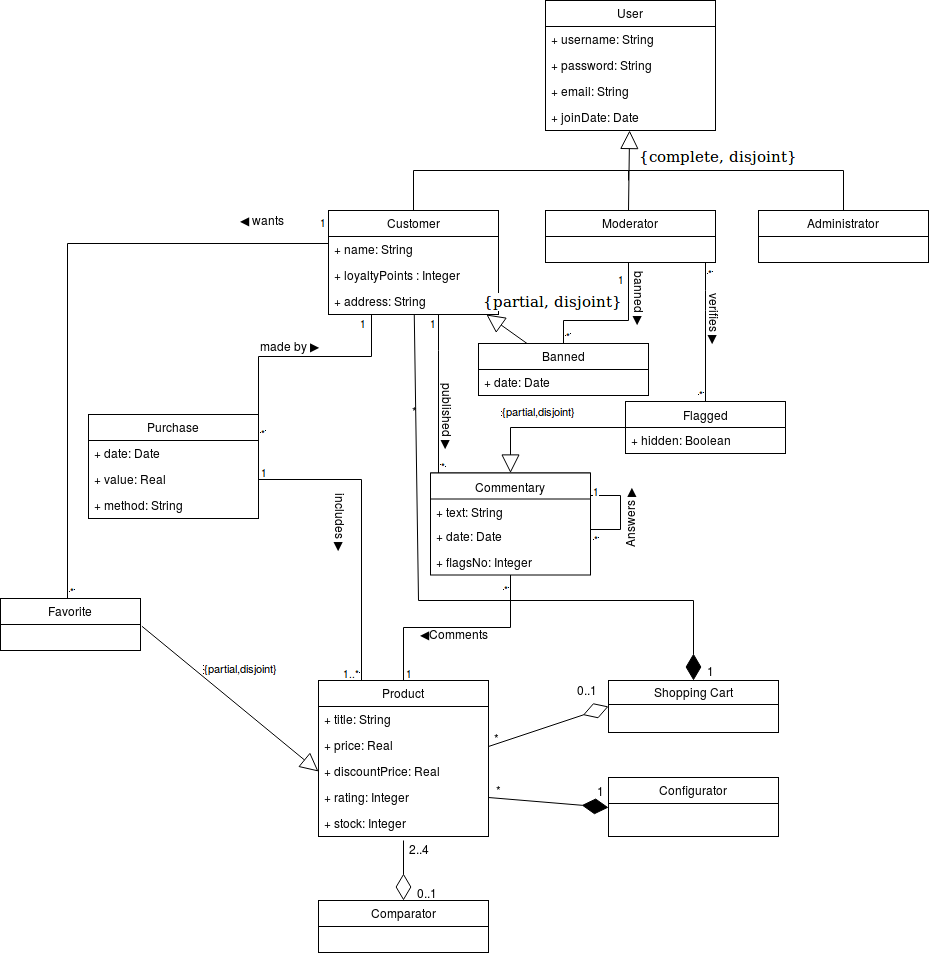 User
+ username: String
+ password: String
+ email: String
+ joinDate: Date
{complete, disjoint}
◀ wants
1
Customer
+ name: String
+ loyaltyPoints : Integer
+ address: String
Moderator
Administrator
1
banned ▶
*
verifies ▶
{partial, disjoint}
1
1
made by ▶
*
Banned
+ date: Date
*
published ▶
*
:{partial,disjoint}
*
Flagged
+ hidden: Boolean
Purchase
+ date: Date
+ value: Real
+ method: String
*
1
includes ▶
*
Commentary
+ text: String
+ date: Date
+ flagsNo: Integer
1
*
Answers ▶
*
*
Favorite
◀Comments
:{partial,disjoint}
1..*
1
Product
+ title: String
+ price: Real
+ discountPrice: Real
+ rating: Integer
+ stock: Integer
1
0..1
*
Shopping Cart
*
1
Configurator
2..4
0..1
Comparator